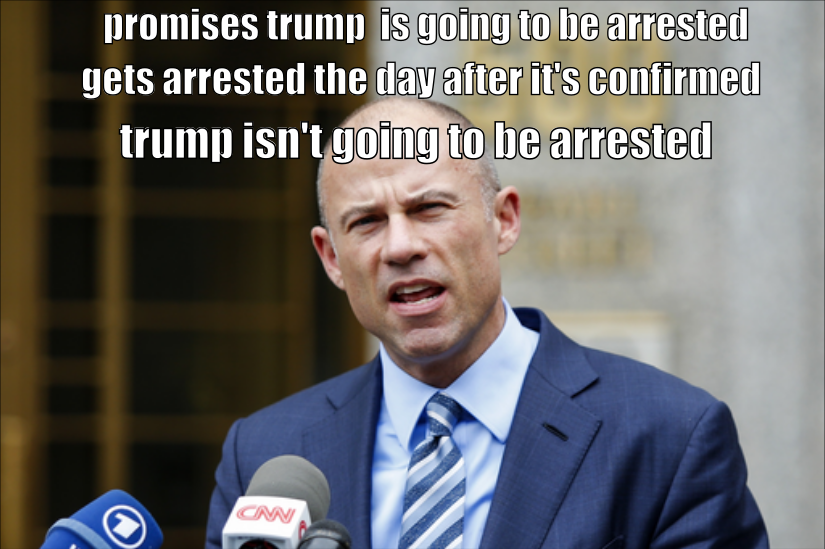 promises trump is going to be arrested
gets arrested the day after it's confirmed
trump isn't going to be arrested
CNN
1